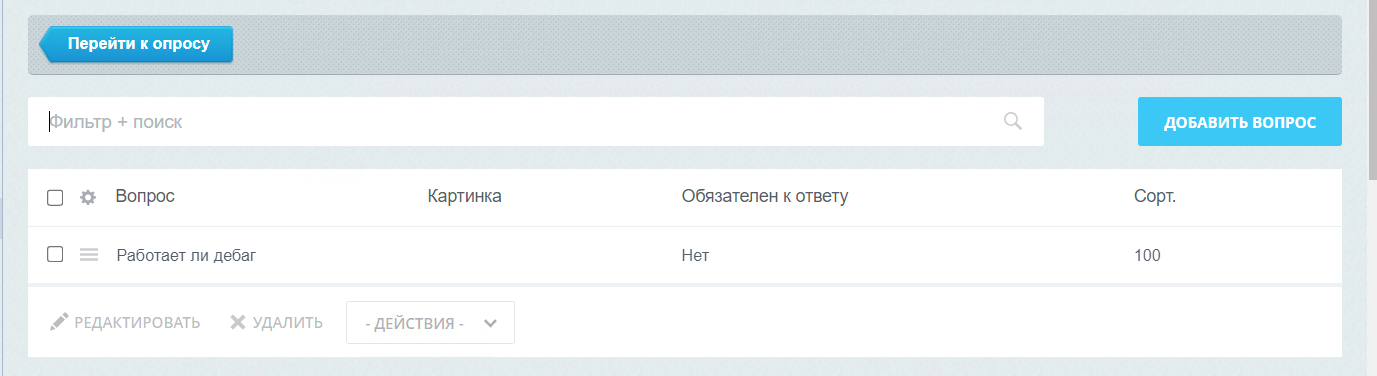 Перейти к опросу
Фильтр + поиск
ДОБАВИТЬ ВОПРОС
Вопрос Картинка Обязателен к ответу Сорт.
Работает ли дебаг Нет 100
РЕДАКТИРОВАТЬ УДАЛИТЬ - ДЕЙСТВИЯ -